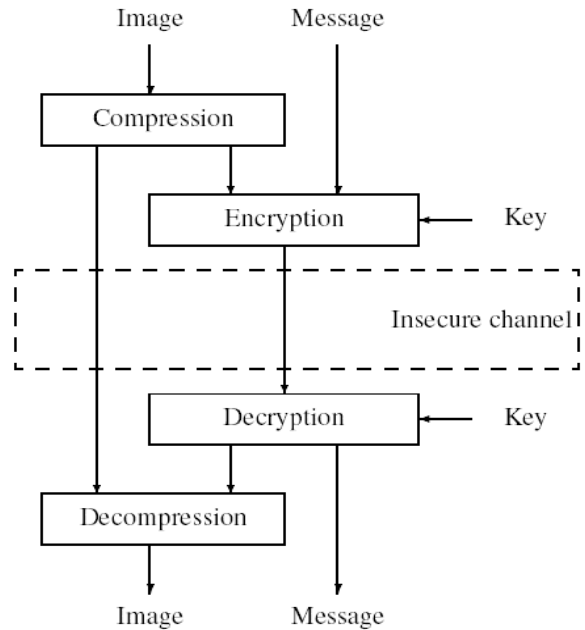 Image
Message
Compression
Encryption
Key
Insecure channel
Decryption
Key
Decompression
Image
Message